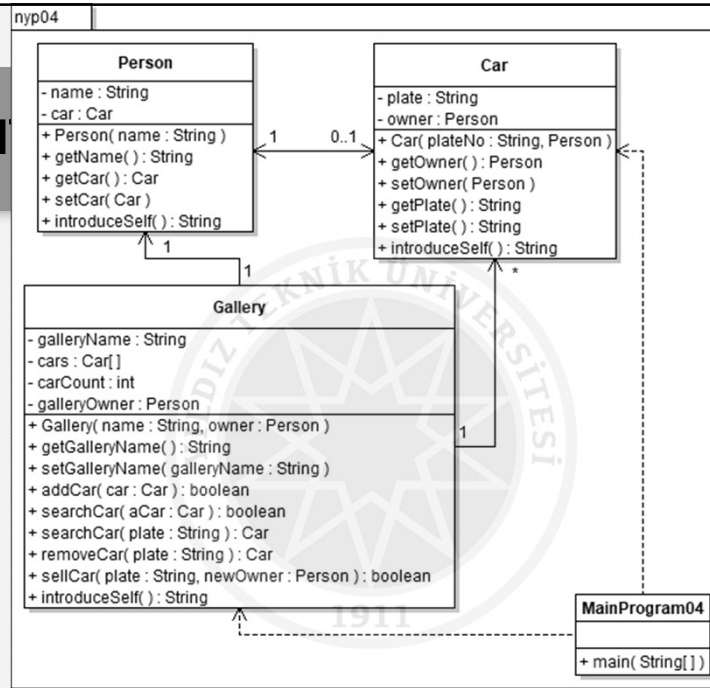 nyp04
Person
- name : String
- car : Car
+ Person( name : String )
+ getName( ) : String
+ getCar( ) : Car
+ setCar( Car )
+ introduceSelf( ) : String
1
0..1
Car
- plate : String
- owner : Person
+ Car( plateNo : String, Person )
+ getOwner( ) : Person
+ setOwner( Person )
+ getPlate( ) : String
+ setPlate( ) : String
+ introduceSelf( ) : String
1
1
*
1
Gallery
- galleryName : String
- cars : Car[ ]
- carCount : int
- galleryOwner : Person
+ Gallery( name : String, owner : Person )
+ getGalleryName( ) : String
+ setGalleryName( galleryName : String )
+ addCar( car : Car ) : boolean
+ searchCar( aCar : Car ) : boolean
+ searchCar( plate : String ) : Car
+ removeCar( plate : String ) : Car
+ sellCar( plate : String, newOwner : Person ) : boolean
+ introduceSelf( ) : String
MainProgram04
+ main( String[ ] )
TEKNİK ÜNİVERSİTESİ
1911